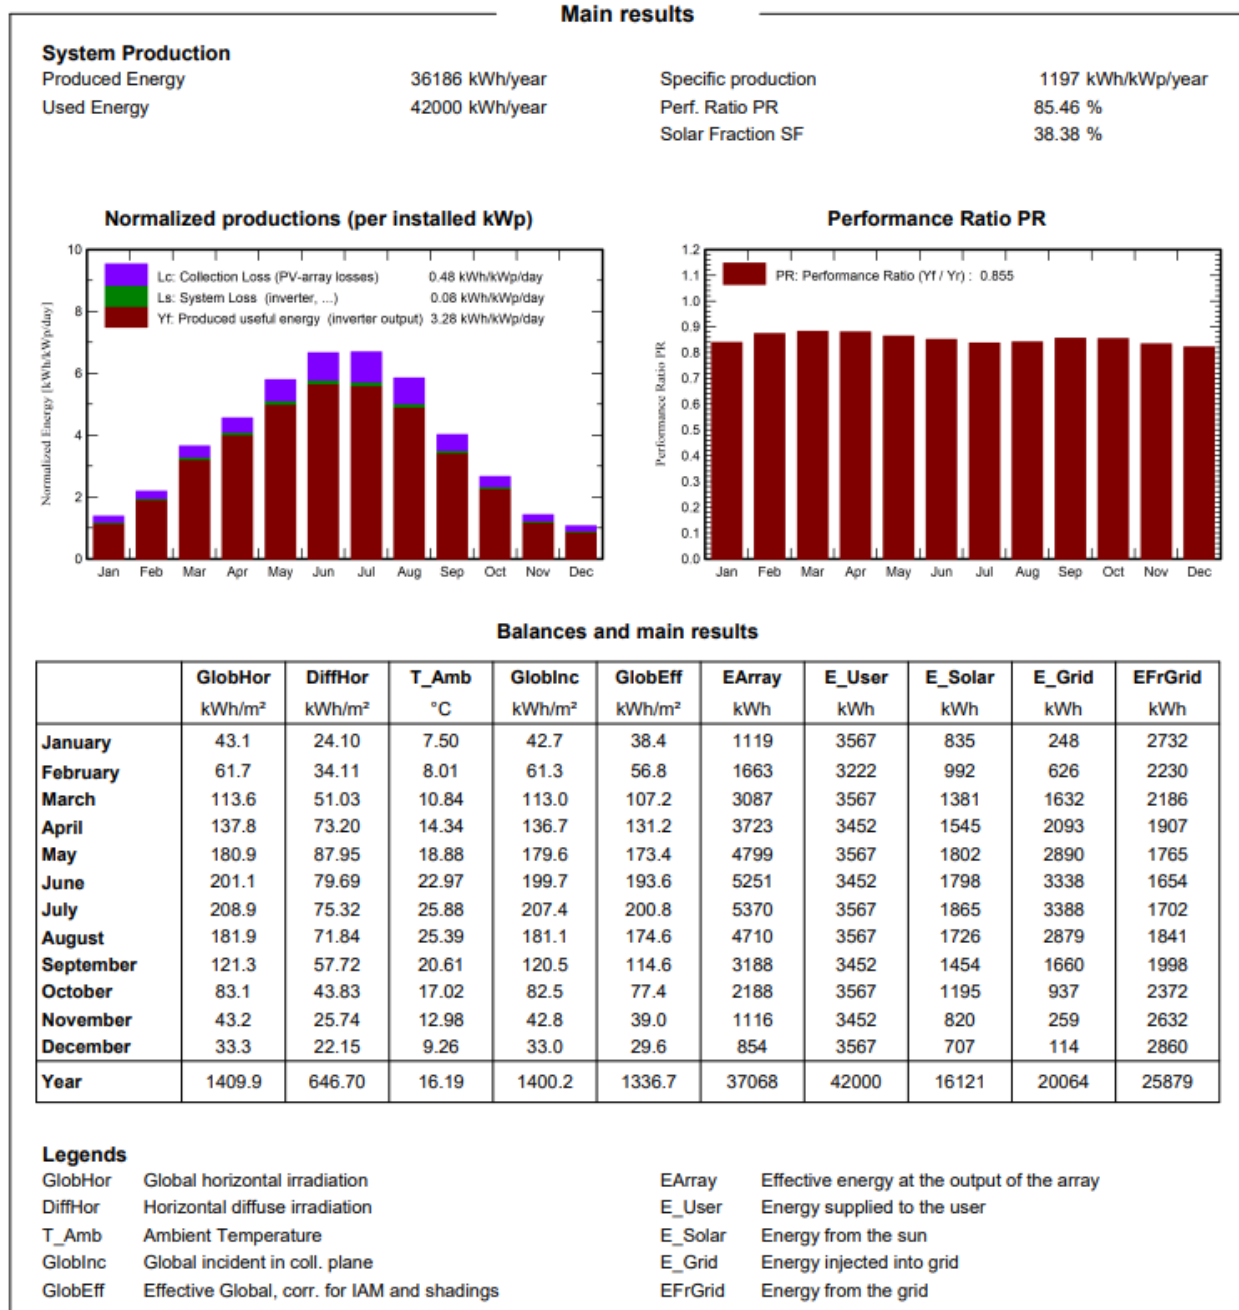 Main results
System Production
Produced Energy 36186 kWh/year Specific production 1197 kWh/kWp/year
Used Energy 42000 kWh/year Perf. Ratio PR 85.46 %
Solar Fraction SF 38.38 %
Normalized productions (per installed kWp)
10
8
6
4
2
0
Normalized Energy [kWh/kWp/day]
Lc: Collection Loss (PV-array losses) 0.48 kWh/kWp/day
Ls: System Loss (inverter, ...) 0.08 kWh/kWp/day
Yf: Produced useful energy (inverter output) 3.28 kWh/kWp/day
Jan Feb Mar Apr May Jun Jul Aug Sep Oct Nov Dec
Performance Ratio PR
1.2
1.1
1.0
0.9
0.8
0.7
0.6
0.5
0.4
0.3
0.2
0.1
0.0
Performance Ratio PR
PR: Performance Ratio (Yf / Yr) : 0.855
Jan Feb Mar Apr May Jun Jul Aug Sep Oct Nov Dec
Balances and main results
GlobHor DiffHor T_Amb GlobInc GlobEff EArray E_User E_Solar E_Grid EFrGrid
kWh/m² kWh/m² °C kWh/m² kWh/m² kWh kWh kWh kWh kWh
January 43.1 24.10 7.50 42.7 38.4 1119 3567 835 248 2732
February 61.7 34.11 8.01 61.3 56.8 1663 3222 992 626 2230
March 113.6 51.03 10.84 113.0 107.2 3087 3567 1381 1632 2186
April 137.8 73.20 14.34 136.7 131.2 3723 3452 1545 2093 1907
May 180.9 87.95 18.88 179.6 173.4 4799 3567 1802 2890 1765
June 201.1 79.69 22.97 199.7 193.6 5251 3452 1798 3338 1654
July 208.9 75.32 25.88 207.4 200.8 5370 3567 1865 3388 1702
August 181.9 71.84 25.39 181.1 174.6 4710 3567 1726 2879 1841
September 121.3 57.72 20.61 120.5 114.6 3188 3452 1454 1660 1998
October 83.1 43.83 17.02 82.5 77.4 2188 3567 1195 937 2372
November 43.2 25.74 12.98 42.8 39.0 1116 3452 820 259 2632
December 33.3 22.15 9.26 33.0 29.6 854 3567 707 114 2860
Year 1409.9 646.70 16.19 1400.2 1336.7 37068 42000 16121 20064 25879
Legends
GlobHor Global horizontal irradiation EArray Effective energy at the output of the array
DiffHor Horizontal diffuse irradiation E_User Energy supplied to the user
T_Amb Ambient Temperature E_Solar Energy from the sun
GlobInc Global incident in coll. plane E_Grid Energy injected into grid
GlobEff Effective Global, corr. for IAM and shadings EFrGrid Energy from the grid